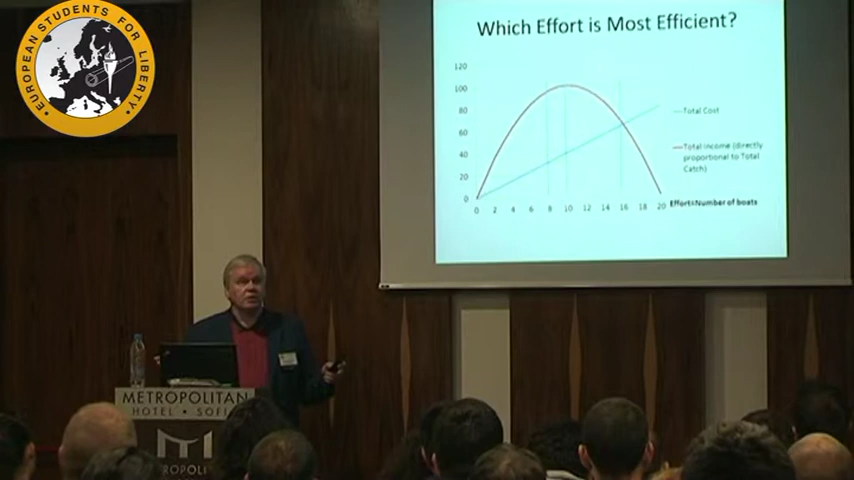 EUROPEAN STUDENTS FOR LIBERTY
Which Effort is Most Efficient?
120
100
80
60
40
20
0
0 2 4 6 8 10 12 14 16 18 20
Total Cost
Total Income (directly
proportional to Total
Catch)
Effort=Number of boats
METROPOLITAN
HOTEL • SOFI